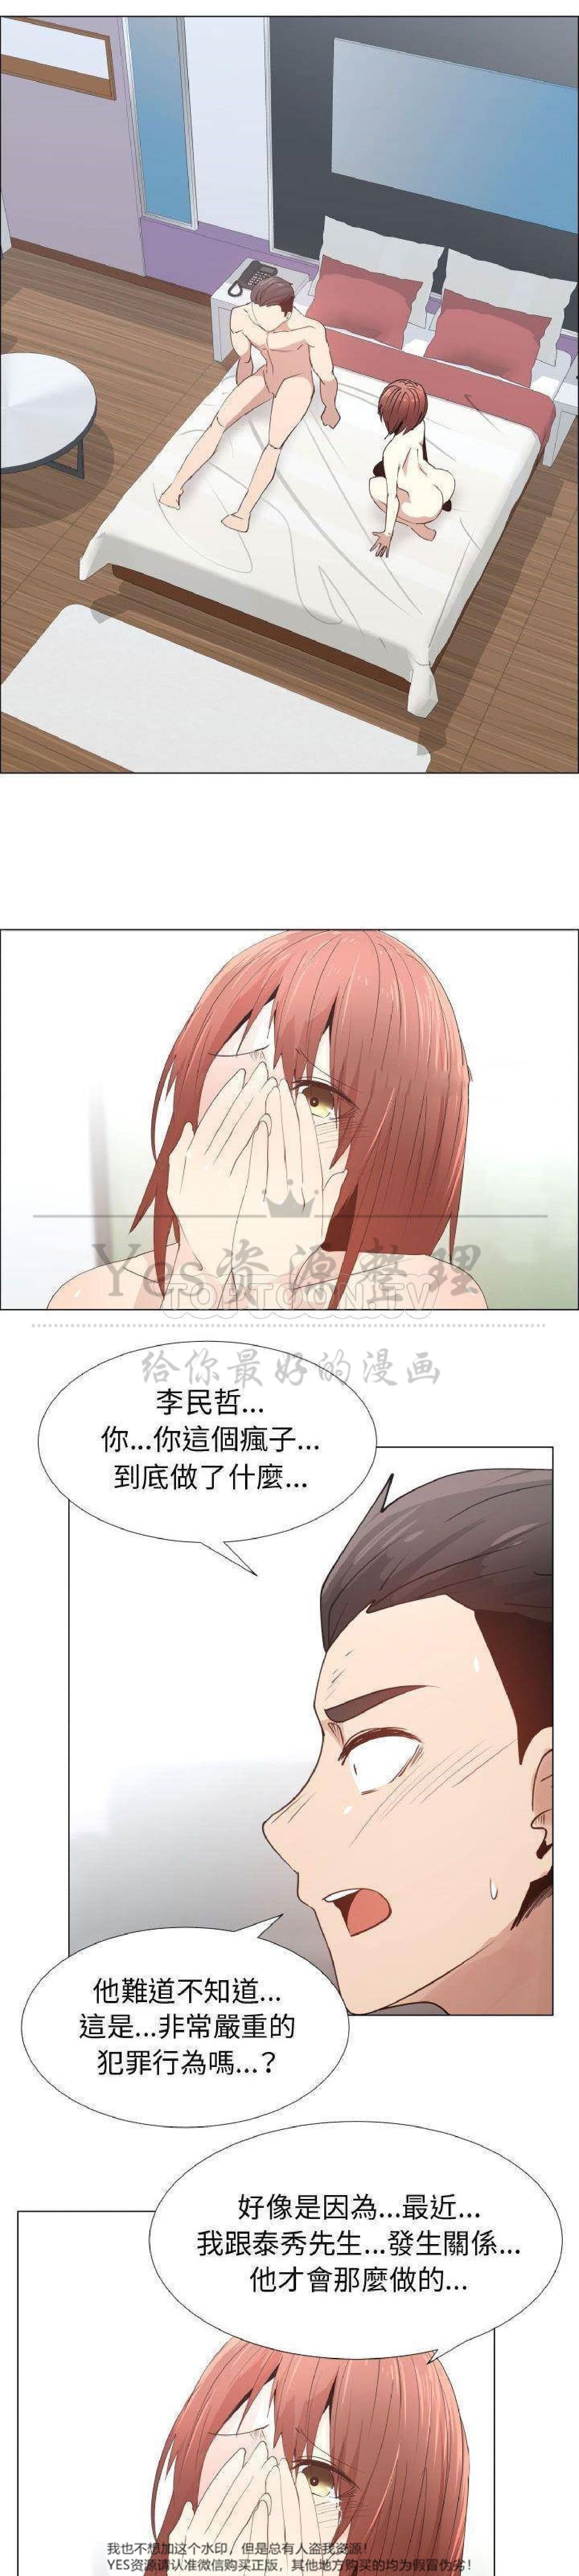 Yes资源整理
TOPTOON.TV
给你最好的漫画
李民哲...
你...你這個瘋子...
到底做了什麼...
他難道不知道...
這是...非常嚴重的
犯罪行為嗎...？
好像是因為...最近...
我跟泰秀先生...發生關係...
他才會那麼做的...
我也不想加这个水印，但是总有人盗我资源！
YES资源请认准微信购买正版，其他地方购买的均为假冒伪劣！